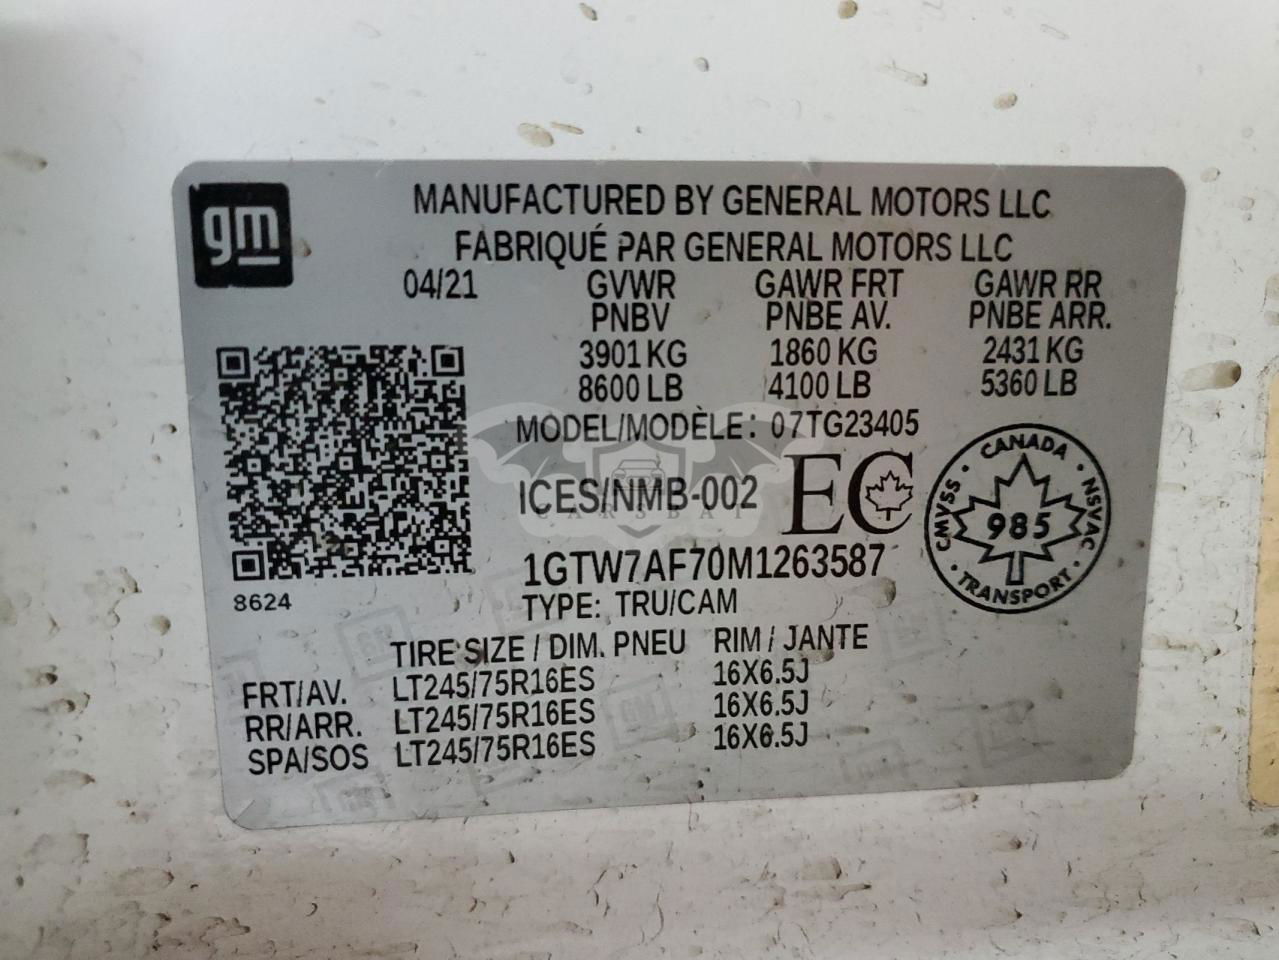 gm
MANUFACTURED BY GENERAL MOTORS LLC
FABRIQUÉ PAR GENERAL MOTORS LLC
04/21 GVWR GAWR FRT GAWR RR
PNBV PNBE AV. PNBE ARR.
3901 KG 1860 KG 2431 KG
8600 LB 4100 LB 5360 LB
MODEL/MODÈLE: 07TG23405
ICES/NMB-002 EC
CANADA
CMVSS 985 NSVAC
TRANSPORT
CARSBAT
1GTW7AF70M1263587
8624
TYPE: TRU/CAM
TIRE SIZE / DIM. PNEU RIM / JANTE
FRT/AV. LT245/75R16ES 16X6.5J
RR/ARR. LT245/75R16ES 16X6.5J
SPA/SOS LT245/75R16ES 16X6.5J